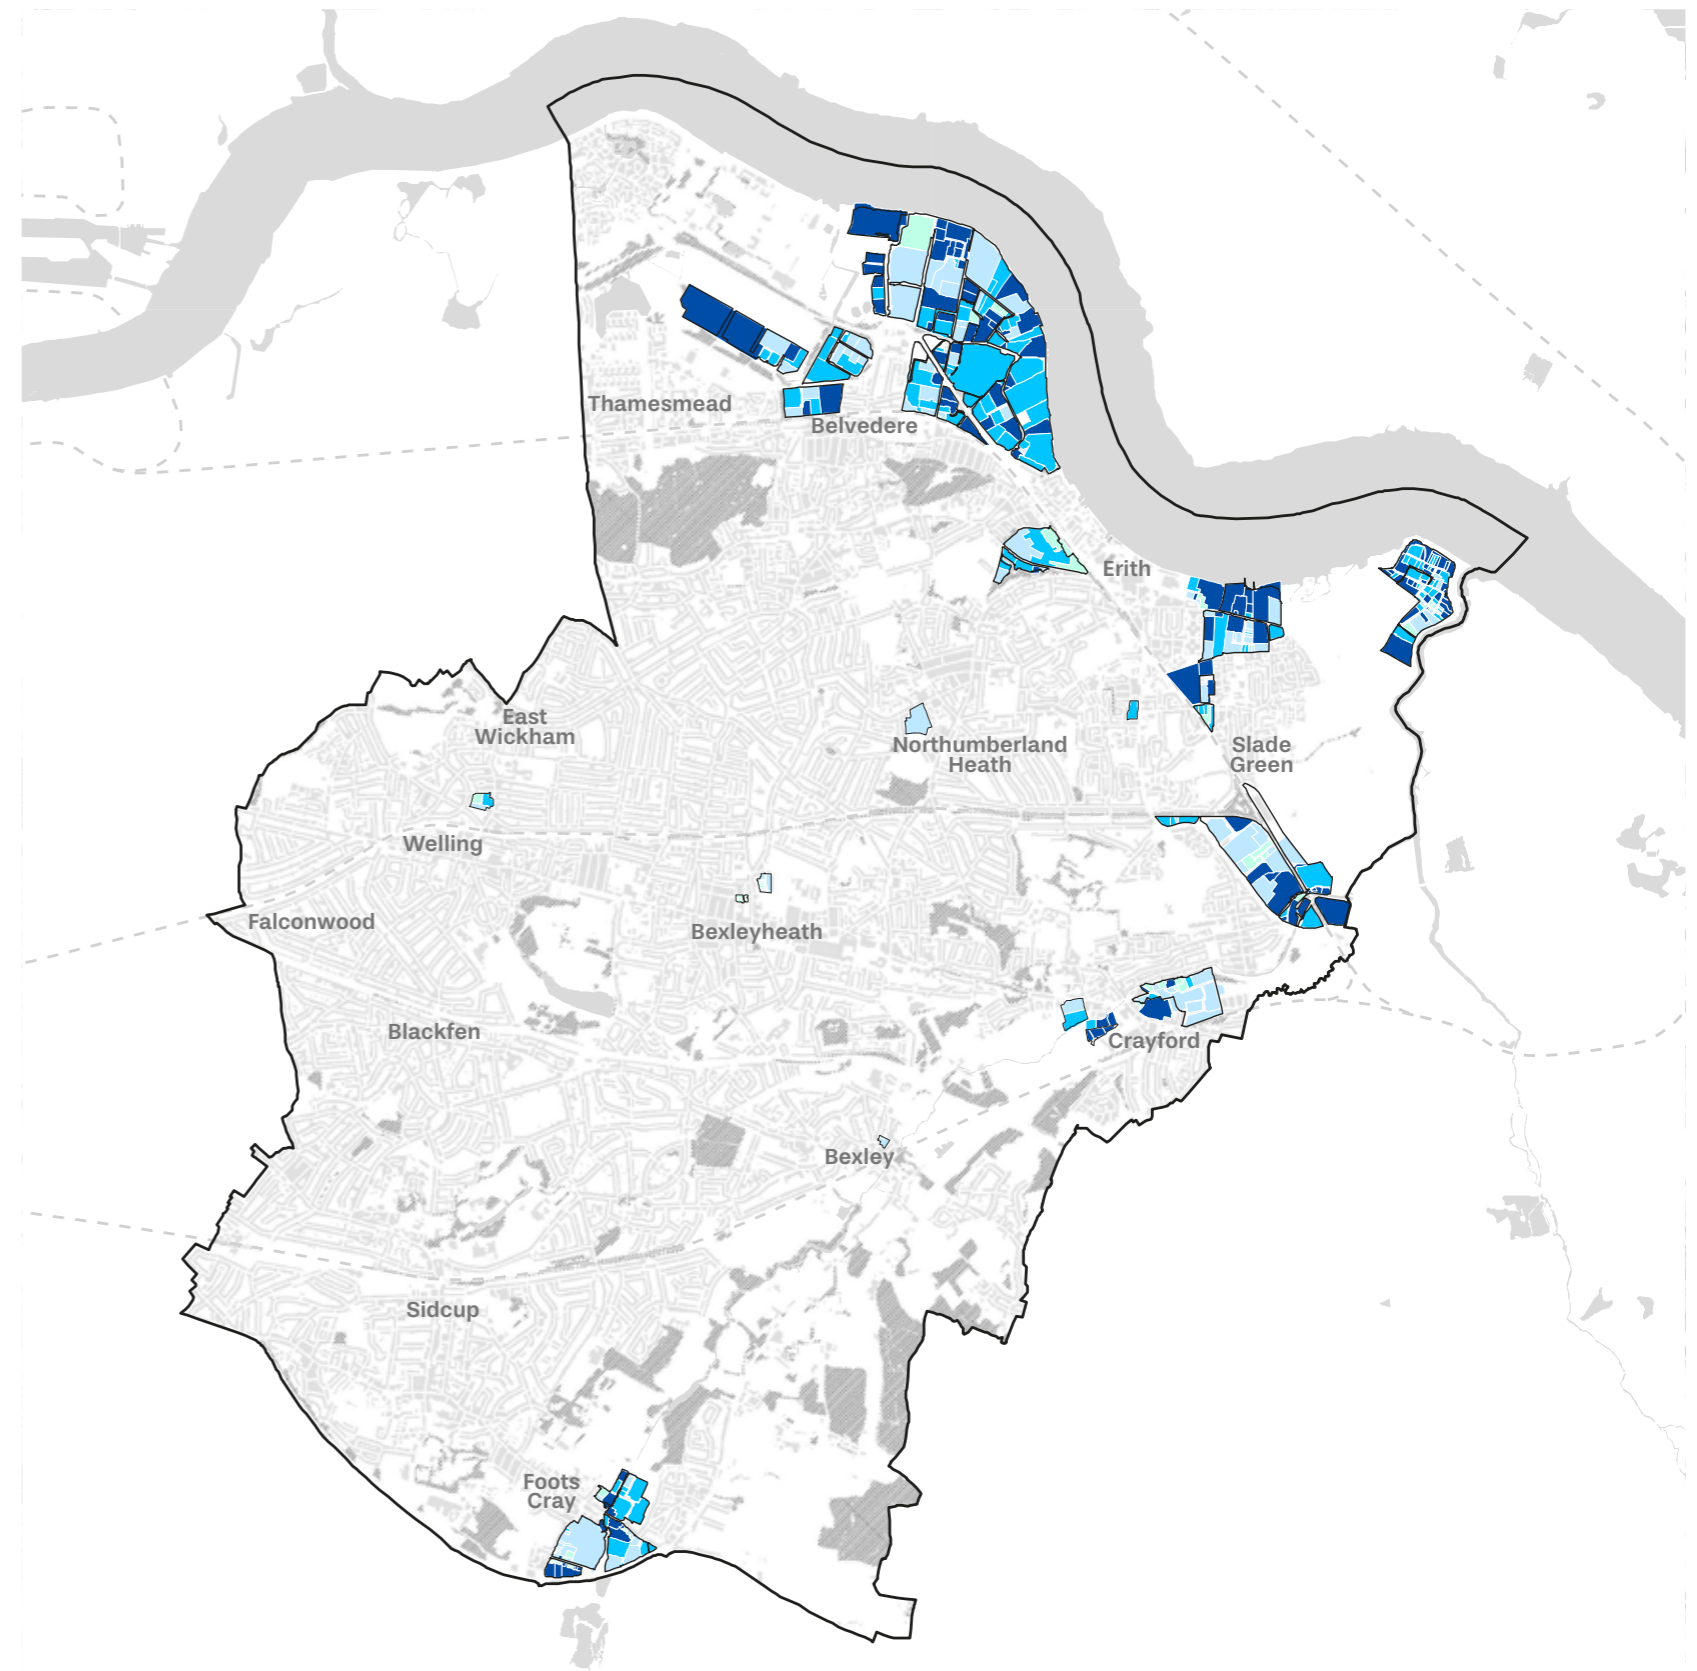 Thamesmead
Belvedere
Erith
East
Wickham
Northumberland
Heath
Slade
Green
Welling
Falconwood
Bexleyheath
Blackfen
Crayford
Bexley
Sidcup
Foots
Cray